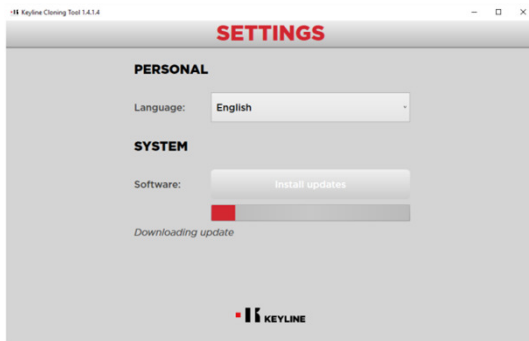 Keyline Cloning Tool 1.4.1.4
SETTINGS
PERSONAL
Language: English
SYSTEM
Software: Install updates
Downloading update
KEYLINE